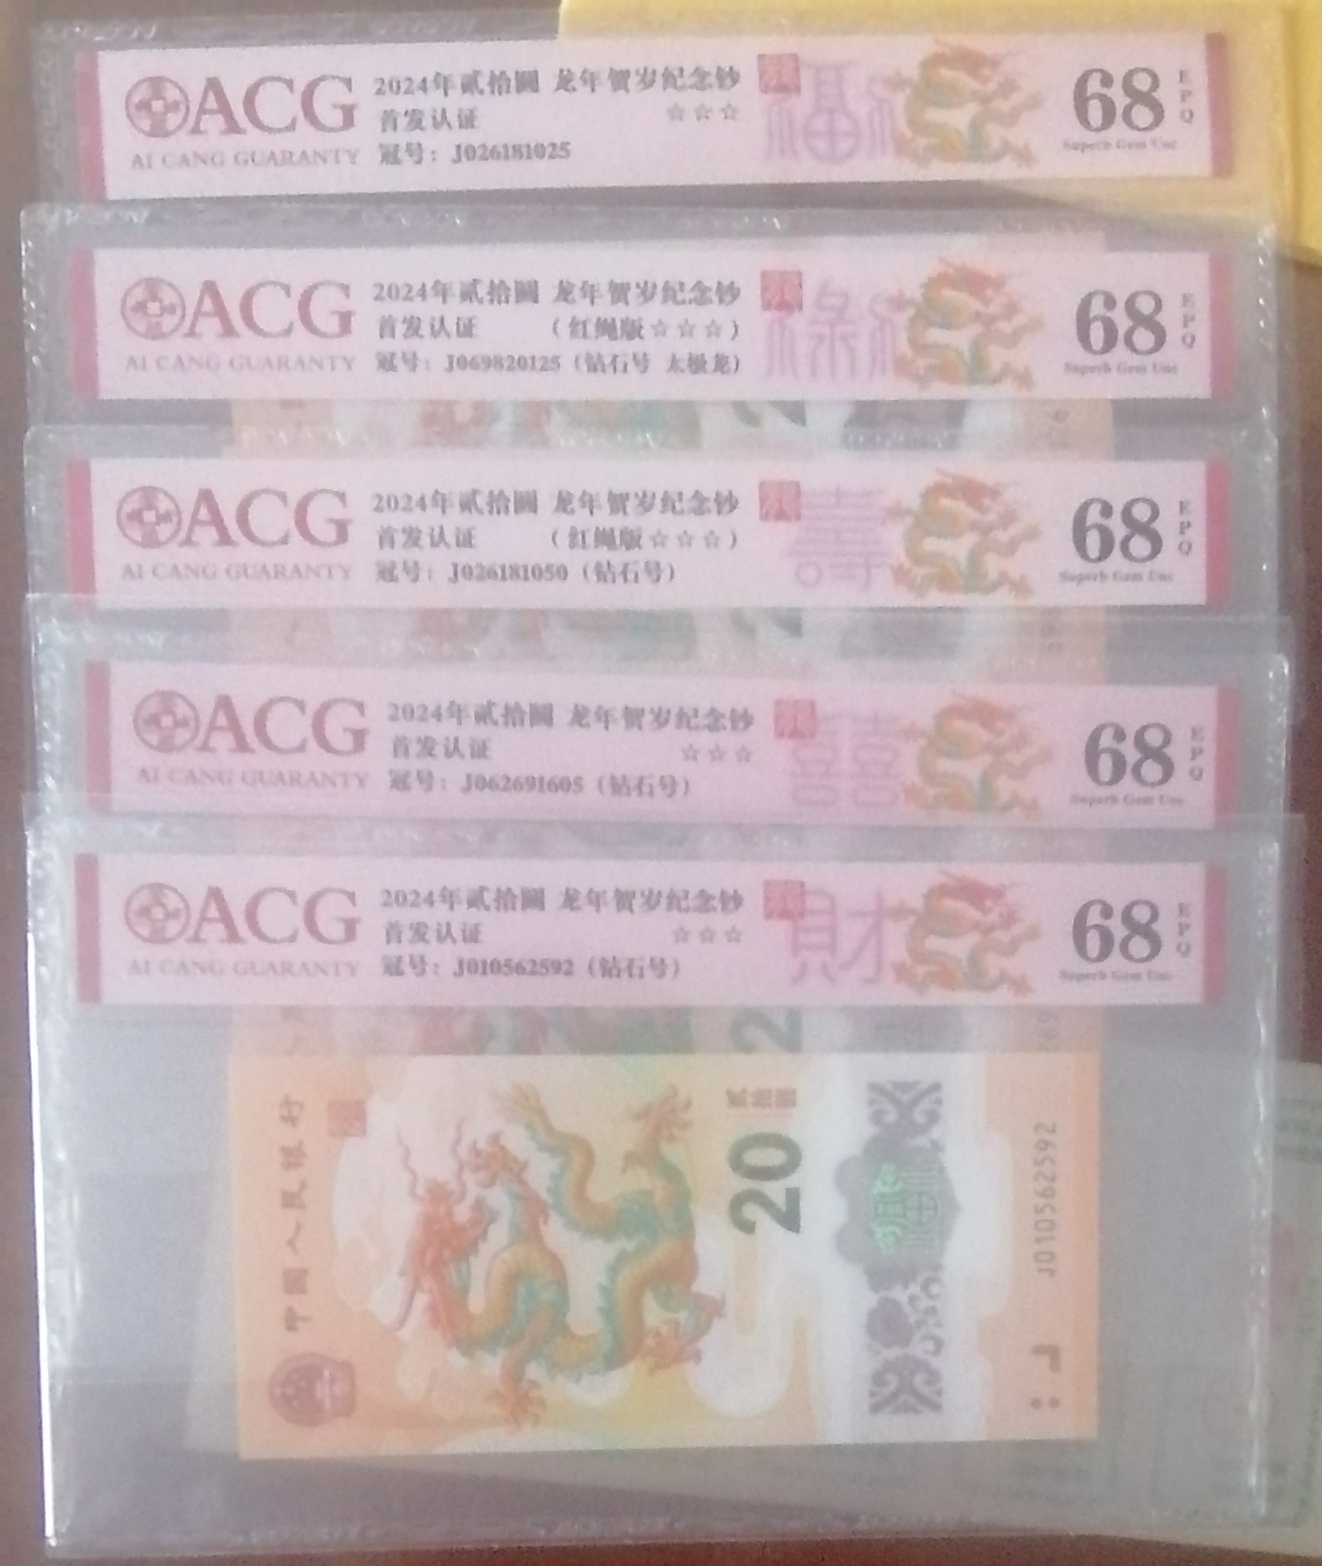 ACG
AI CANG GUARANTY
2024年贰拾圆 龙年贺岁纪念钞
首发认证 ☆☆☆
冠号：J026181025
福
68
EPQ
Superb Gem Unc
ACG
AI CANG GUARANTY
2024年贰拾圆 龙年贺岁纪念钞
首发认证 （红绳版☆☆☆）
冠号：J069820125（钻石号 太极龙）
祿
68
EPQ
Superb Gem Unc
ACG
AI CANG GUARANTY
2024年贰拾圆 龙年贺岁纪念钞
首发认证 （红绳版☆☆☆）
冠号：J026181050（钻石号）
壽
68
EPQ
Superb Gem Unc
ACG
AI CANG GUARANTY
2024年贰拾圆 龙年贺岁纪念钞
首发认证 ☆☆☆
冠号：J062691605（钻石号）
囍
68
EPQ
Superb Gem Unc
ACG
AI CANG GUARANTY
2024年贰拾圆 龙年贺岁纪念钞
首发认证 ☆☆☆
冠号：J010562592（钻石号）
財
68
EPQ
Superb Gem Unc
中国人民银行
贰拾圆
20
J010562592